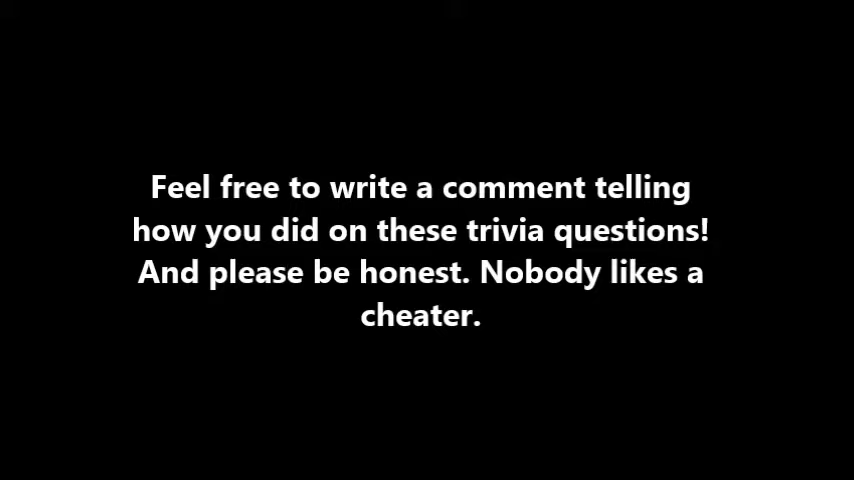 Feel free to write a comment telling
how you did on these trivia questions!
And please be honest. Nobody likes a
cheater.